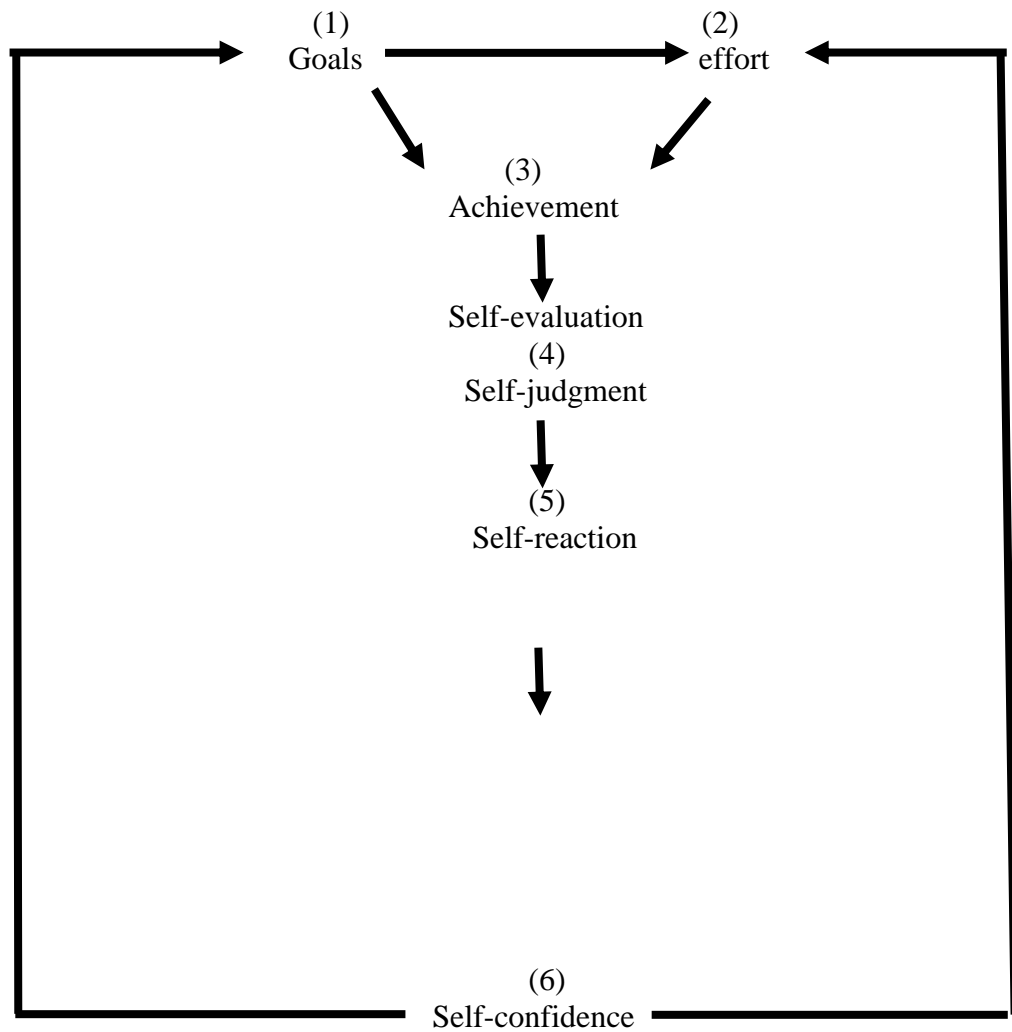 (1) (2)
Goals effort
(3)
Achievement
Self-evaluation
(4)
Self-judgment
(5)
Self-reaction
(6)
Self-confidence